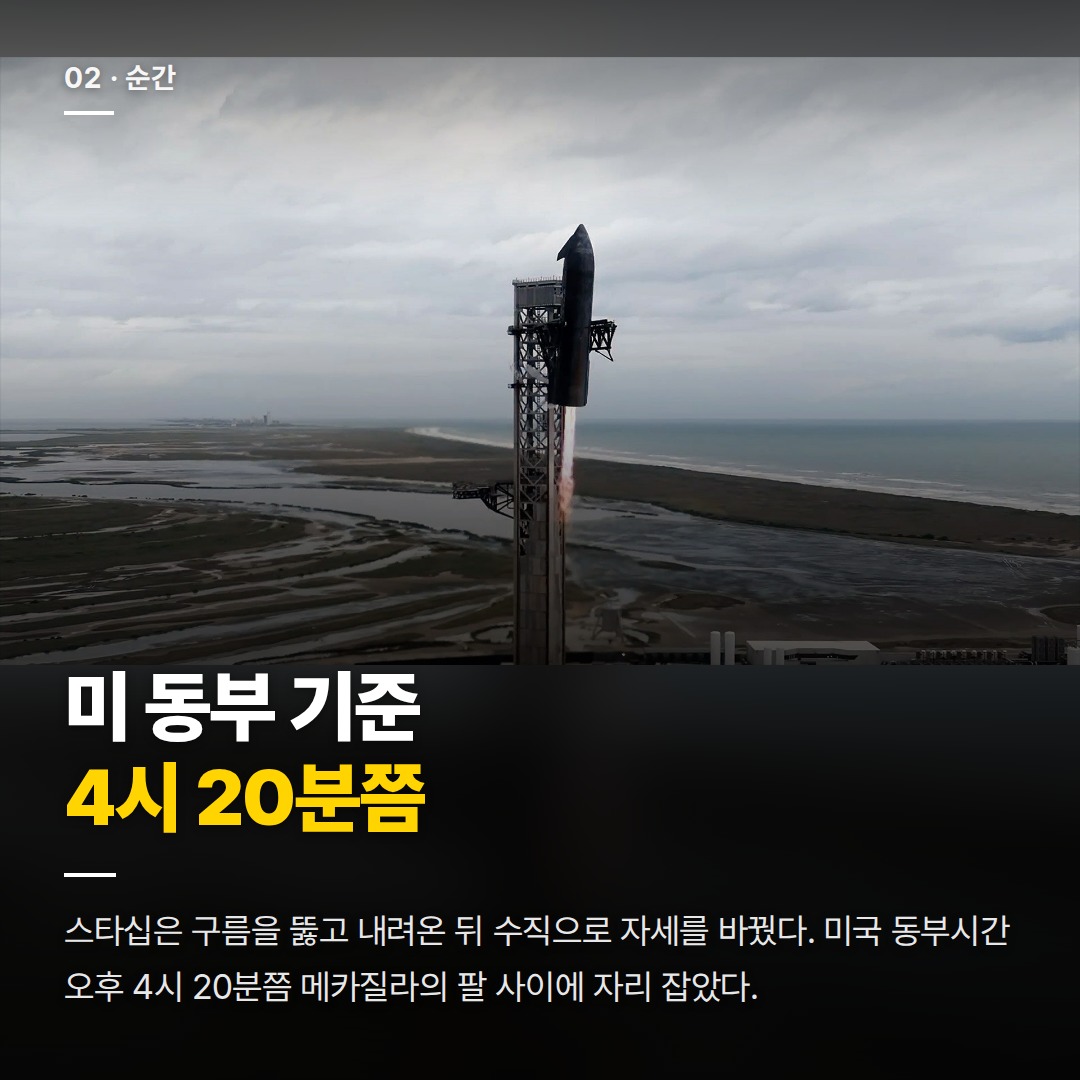 02 · 순간
미 동부 기준
4시 20분쯤
스타십은 구름을 뚫고 내려온 뒤 수직으로 자세를 바꿨다. 미국 동부시간
오후 4시 20분쯤 메카질라의 팔 사이에 자리 잡았다.